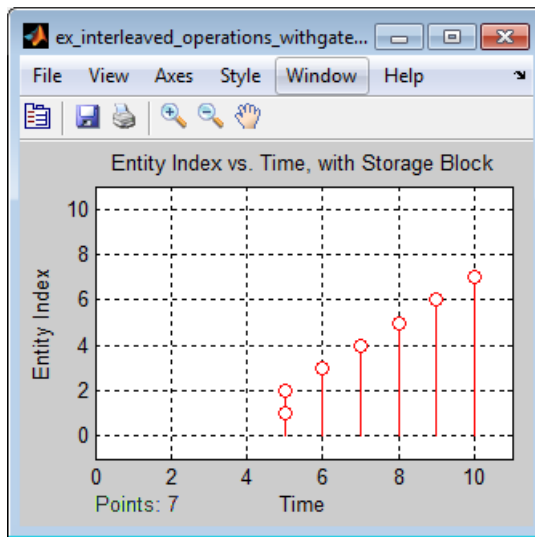 ex_interleaved_operations_withgate...
File View Axes Style Window Help
Entity Index vs. Time, with Storage Block
Entity Index
10
8
6
4
2
0
0 2 4 6 8 10
Points: 7 Time